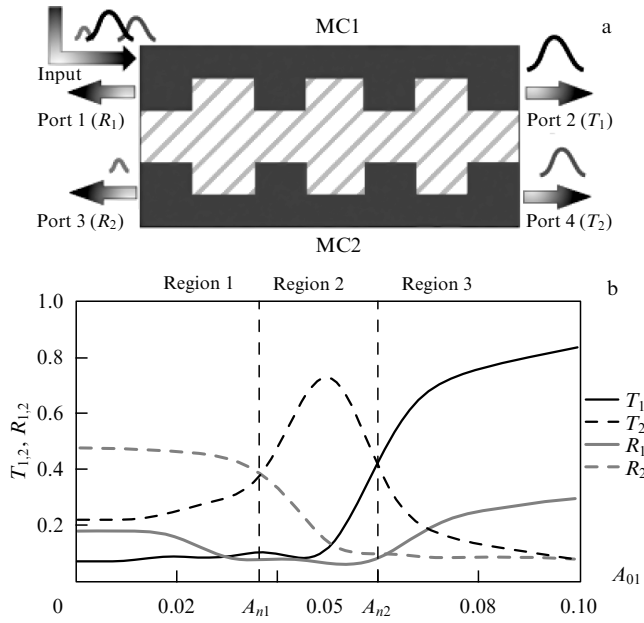 MC1
a
Input
Port 1 (R₁)
Port 2 (T₁)
Port 3 (R₂)
Port 4 (T₂)
MC2
Region 1
Region 2
Region 3
b
T₁,₂, R₁,₂
1.0
0.8
0.6
0.4
0.2
T₁
T₂
R₁
R₂
A₀₁
0
0.02
Aₙ₁
0.05
Aₙ₂
0.08
0.10